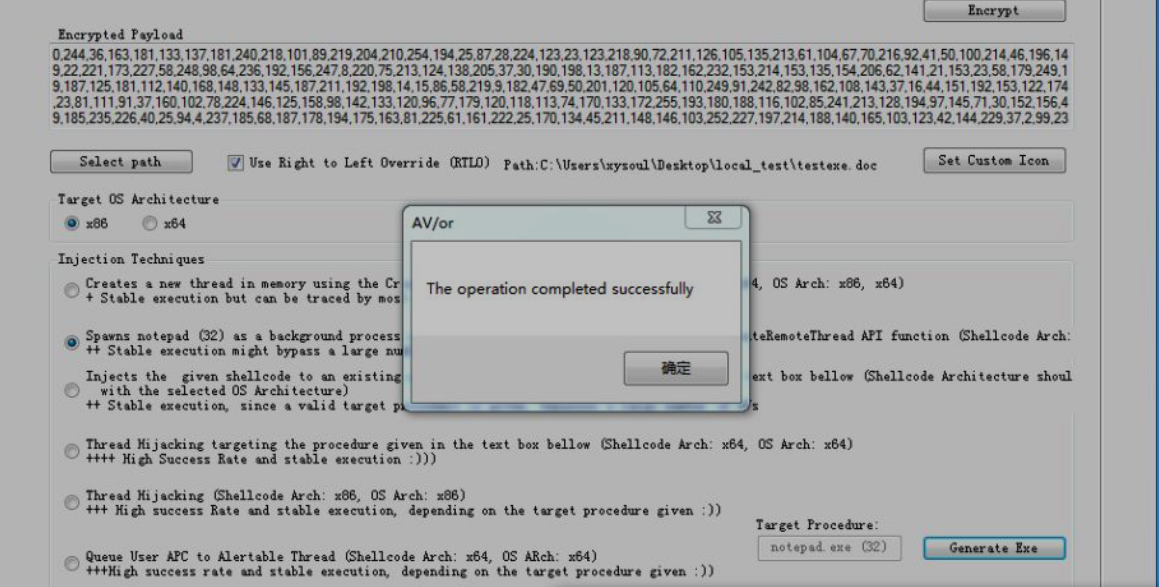 Encrypt
Encrypted Payload
0,244,36,163,181,133,137,181,240,218,101,89,219,204,210,254,194,25,87,28,224,123,23,123,218,90,72,211,126,105,135,213,61,104,67,70,216,92,41,50,100,214,46,196,14
9,22,221,173,227,58,248,98,64,236,192,156,247,8,220,75,213,124,138,205,37,30,190,198,13,187,113,182,162,232,153,214,153,135,154,206,62,141,21,153,23,58,179,249,1
9,187,125,181,112,140,168,148,133,145,187,211,192,198,14,15,86,58,219,9,182,47,69,50,201,120,105,64,110,249,91,242,82,98,162,108,143,37,16,44,151,192,153,122,174
,23,81,111,91,37,160,102,78,224,146,125,158,98,142,133,120,96,77,179,120,118,113,74,170,133,172,255,193,180,188,116,102,85,241,213,128,194,97,145,71,30,152,156,4
9,185,235,226,40,25,94,4,237,185,68,187,178,194,175,163,81,225,61,161,222,25,170,134,45,211,148,146,103,252,227,197,214,188,140,165,103,123,42,144,229,37,2,99,23
Select path
Use Right to Left Override (RTLO) Path:C:\Users\xysoul\Desktop\local_test\testexe.doc
Set Custom Icon
Target OS Architecture
x86 x64
AV/or
The operation completed successfully
确定
Injection Techniques
Creates a new thread in memory using the Cr 4, OS Arch: x86, x64)
+ Stable execution but can be traced by mos
Spawns notepad (32) as a background process teRemoteThread API function (Shellcode Arch:
++ Stable execution might bypass a large nu
Injects the given shellcode to an existing ext box bellow (Shellcode Architecture shoul
with the selected OS Architecture)
++ Stable execution, since a valid target p
Thread Hijacking targeting the procedure given in the text box bellow (Shellcode Arch: x64, OS Arch: x64)
++++ High Success Rate and stable execution :)))
Thread Hijacking (Shellcode Arch: x86, OS Arch: x86)
+++ High success Rate and stable execution, depending on the target procedure given :))
Target Procedure:
notepad.exe (32)
Generate Exe
Queue User APC to Alertable Thread (Shellcode Arch: x64, OS ARch: x64)
+++High success rate and stable execution, depending on the target procedure given :))